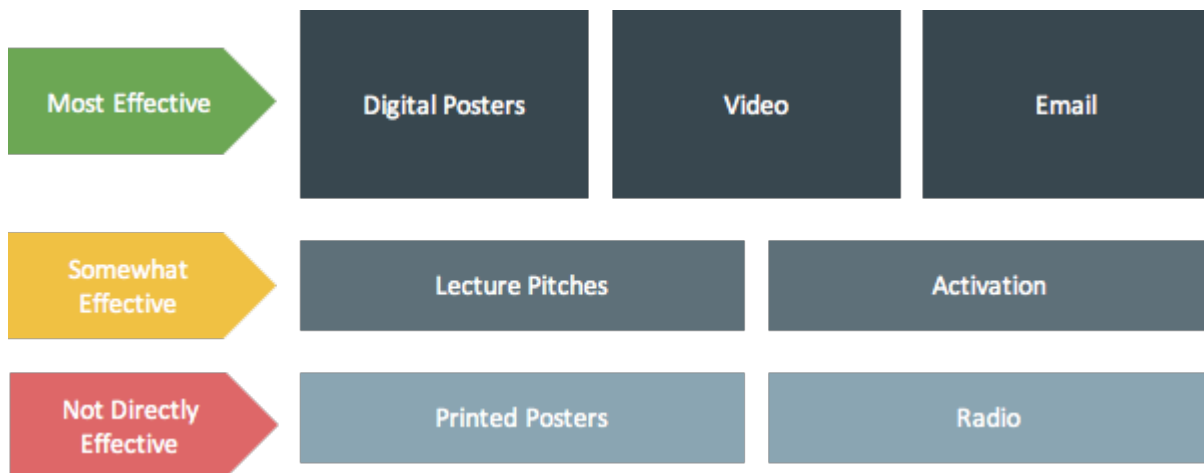 Most Effective
Digital Posters
Video
Email
Somewhat
Effective
Lecture Pitches
Activation
Not Directly
Effective
Printed Posters
Radio